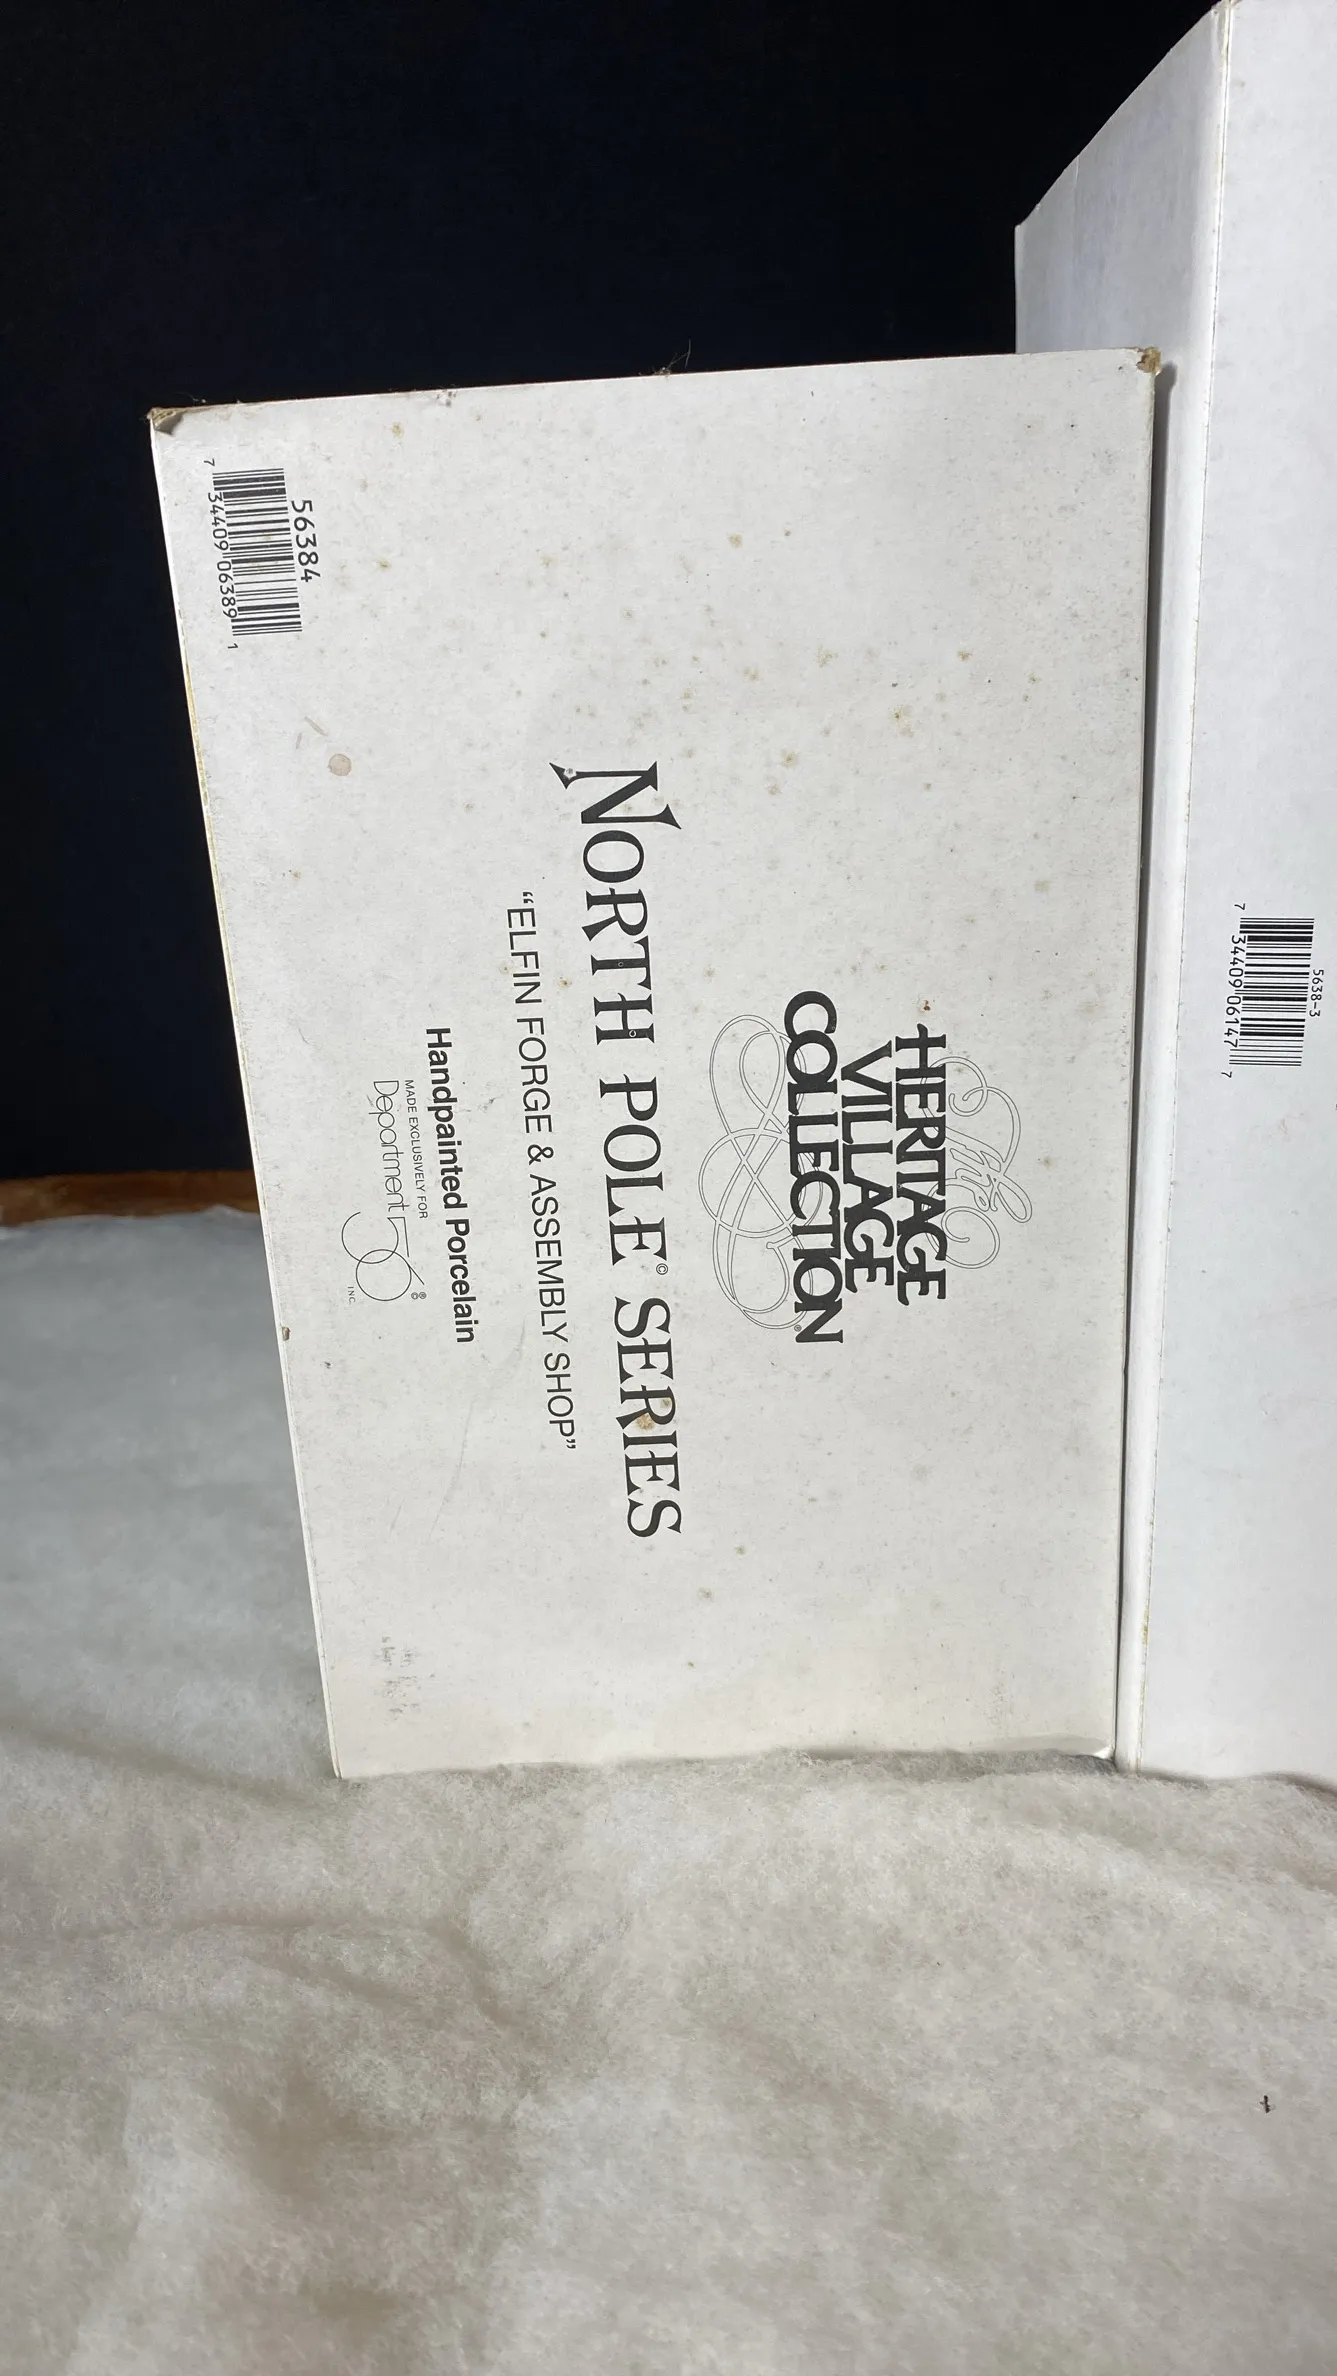 The
HERITAGE
VILLAGE
COLLECTION®
NORTH POLE© SERIES
“ELFIN FORGE & ASSEMBLY SHOP”
Handpainted Porcelain
MADE EXCLUSIVELY FOR
Department 56®
INC.
56384
7 34409 06389 1
5638-3
7 34409 06147 7